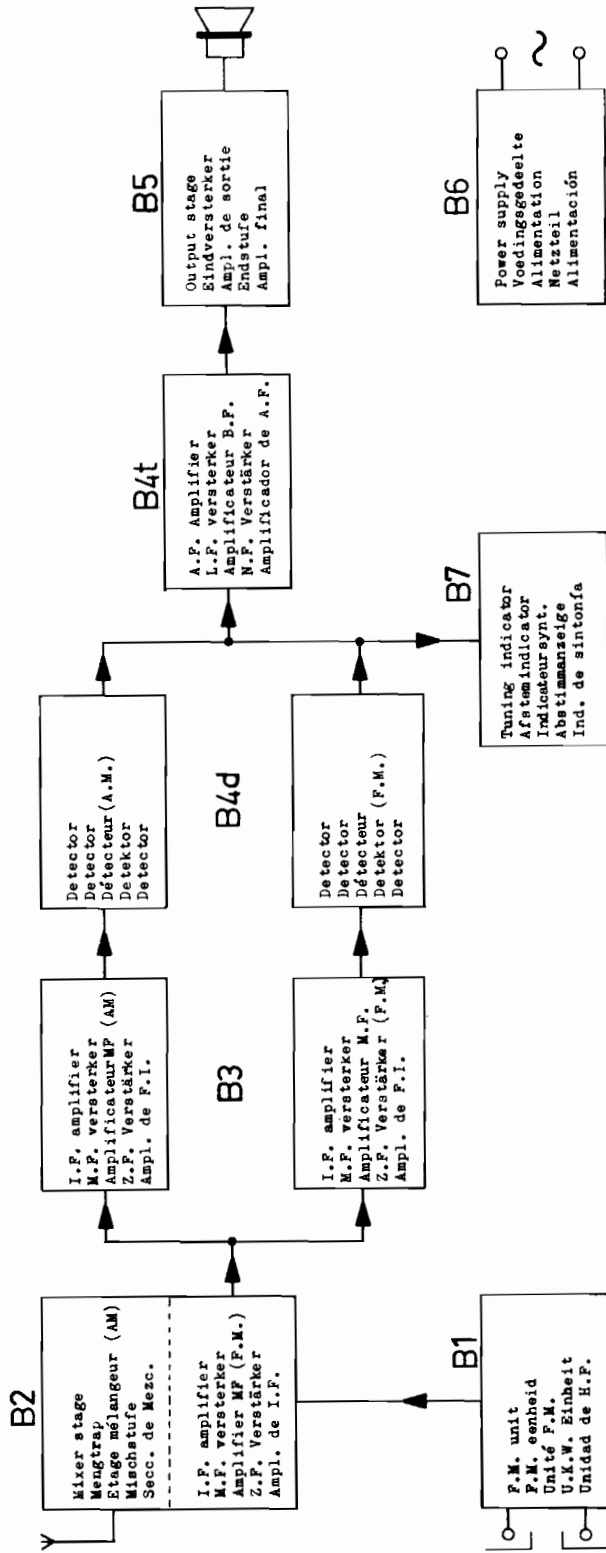 B2
Mixer stage
Mengtrap
Etage mélangeur (AM)
Mischstufe
Secc. de Mezc.
I.F. amplifier
M.F. versterker
Amplifier MF (F.M.)
Z.F. Verstärker
Ampl. de I.F.
B1
F.M. unit
F.M. eenheid
Unité F.M.
U.K.W. Einheit
Unidad de H.F.
I.F. amplifier
M.F. versterker
Amplificateur MF (AM)
Z.F. Verstärker
Ampl. de F.I.
B3
I.F. amplifier
M.F. versterker
Amplificateur M.F.
Z.F. Verstärker (F.M.)
Ampl. de F.I.
Detector
Detector
Détecteur (A.M.)
Detektor
Detector
B4d
Detector
Detector
Détecteur
Detektor (F.M.)
Detector
B4t
A.F. Amplifier
L.F. versterker
Amplificateur B.F.
N.F. Verstärker
Amplificador de A.F.
B7
Tuning indicator
Afstemindicator
Indicateur synt.
Abstimmanzeige
Ind. de sintonía
B5
Output stage
Eindversterker
Ampl. de sortie
Endstufe
Ampl. final
B6
Power supply
Voedingsgedeelte
Alimentation
Netzteil
Alimentación
~